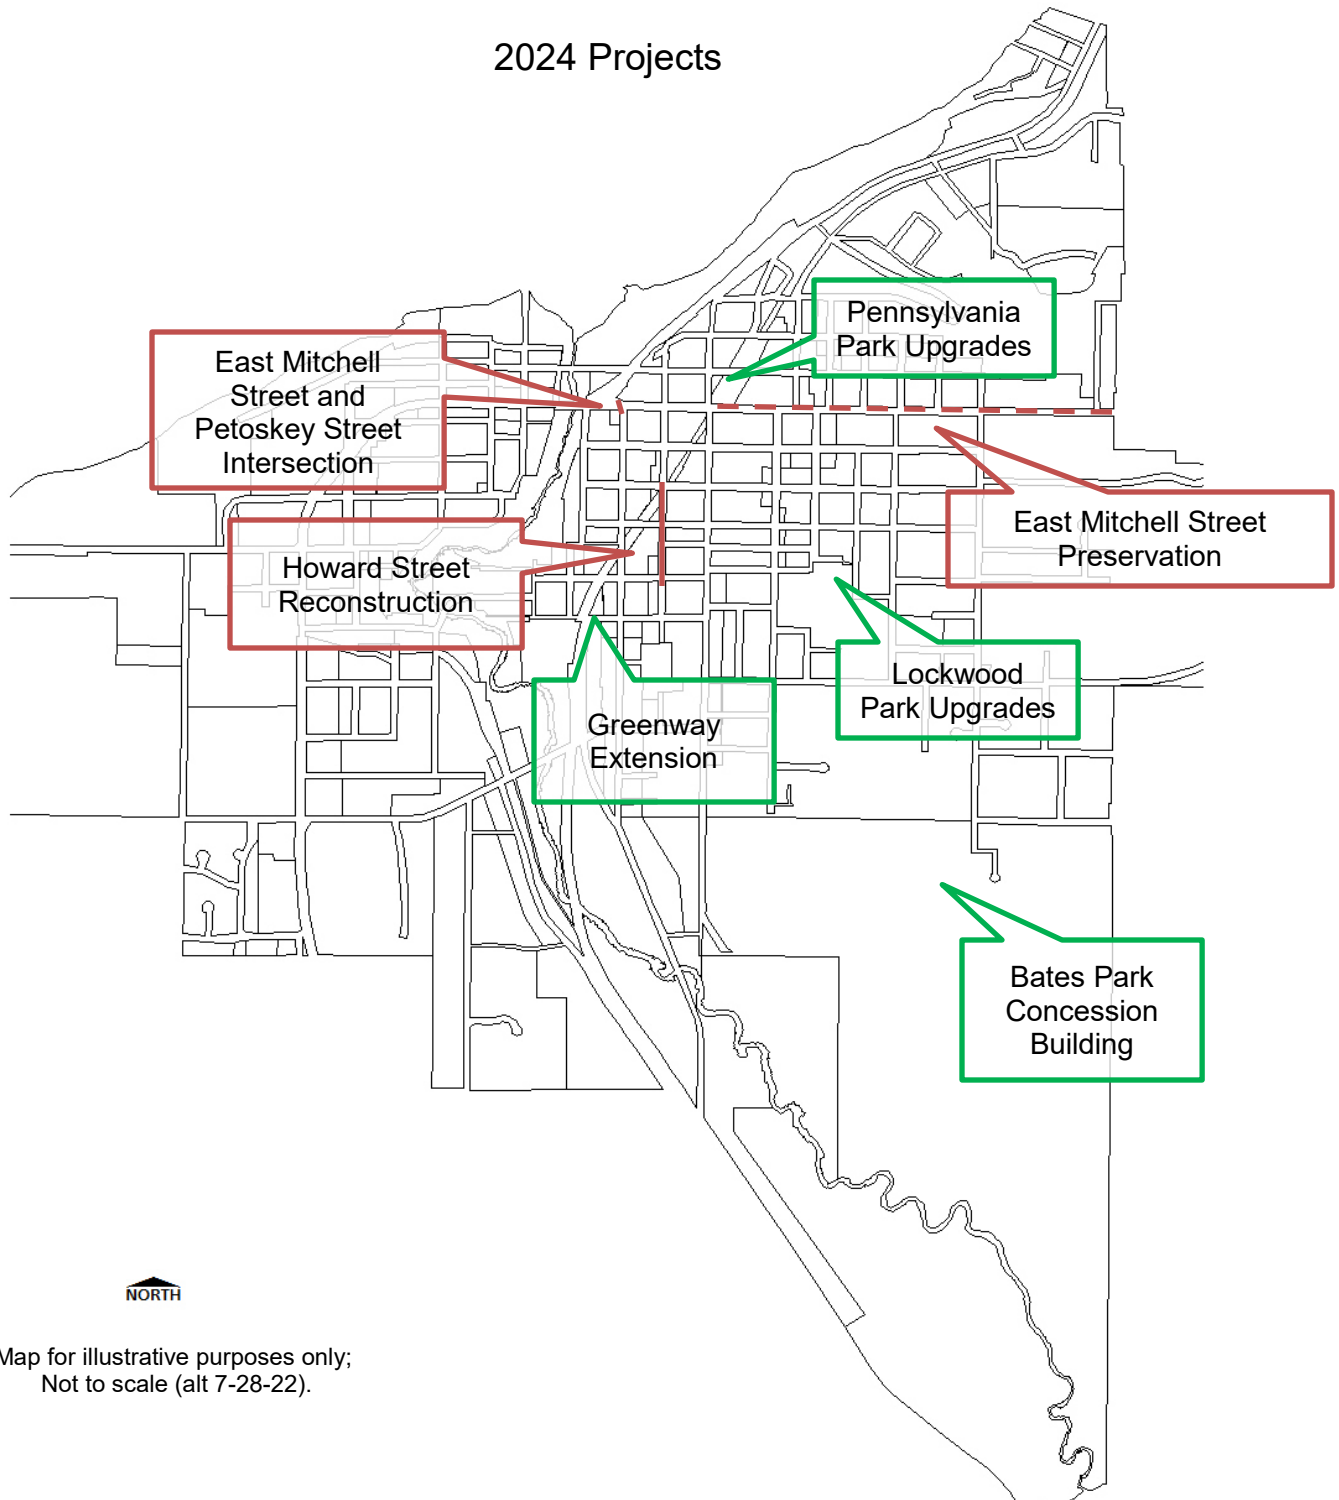 2024 Projects
Pennsylvania
Park Upgrades
East Mitchell
Street and
Petoskey Street
Intersection
East Mitchell Street
Preservation
Howard Street
Reconstruction
Lockwood
Park Upgrades
Greenway
Extension
Bates Park
Concession
Building
NORTH
Map for illustrative purposes only;
Not to scale (alt 7-28-22).